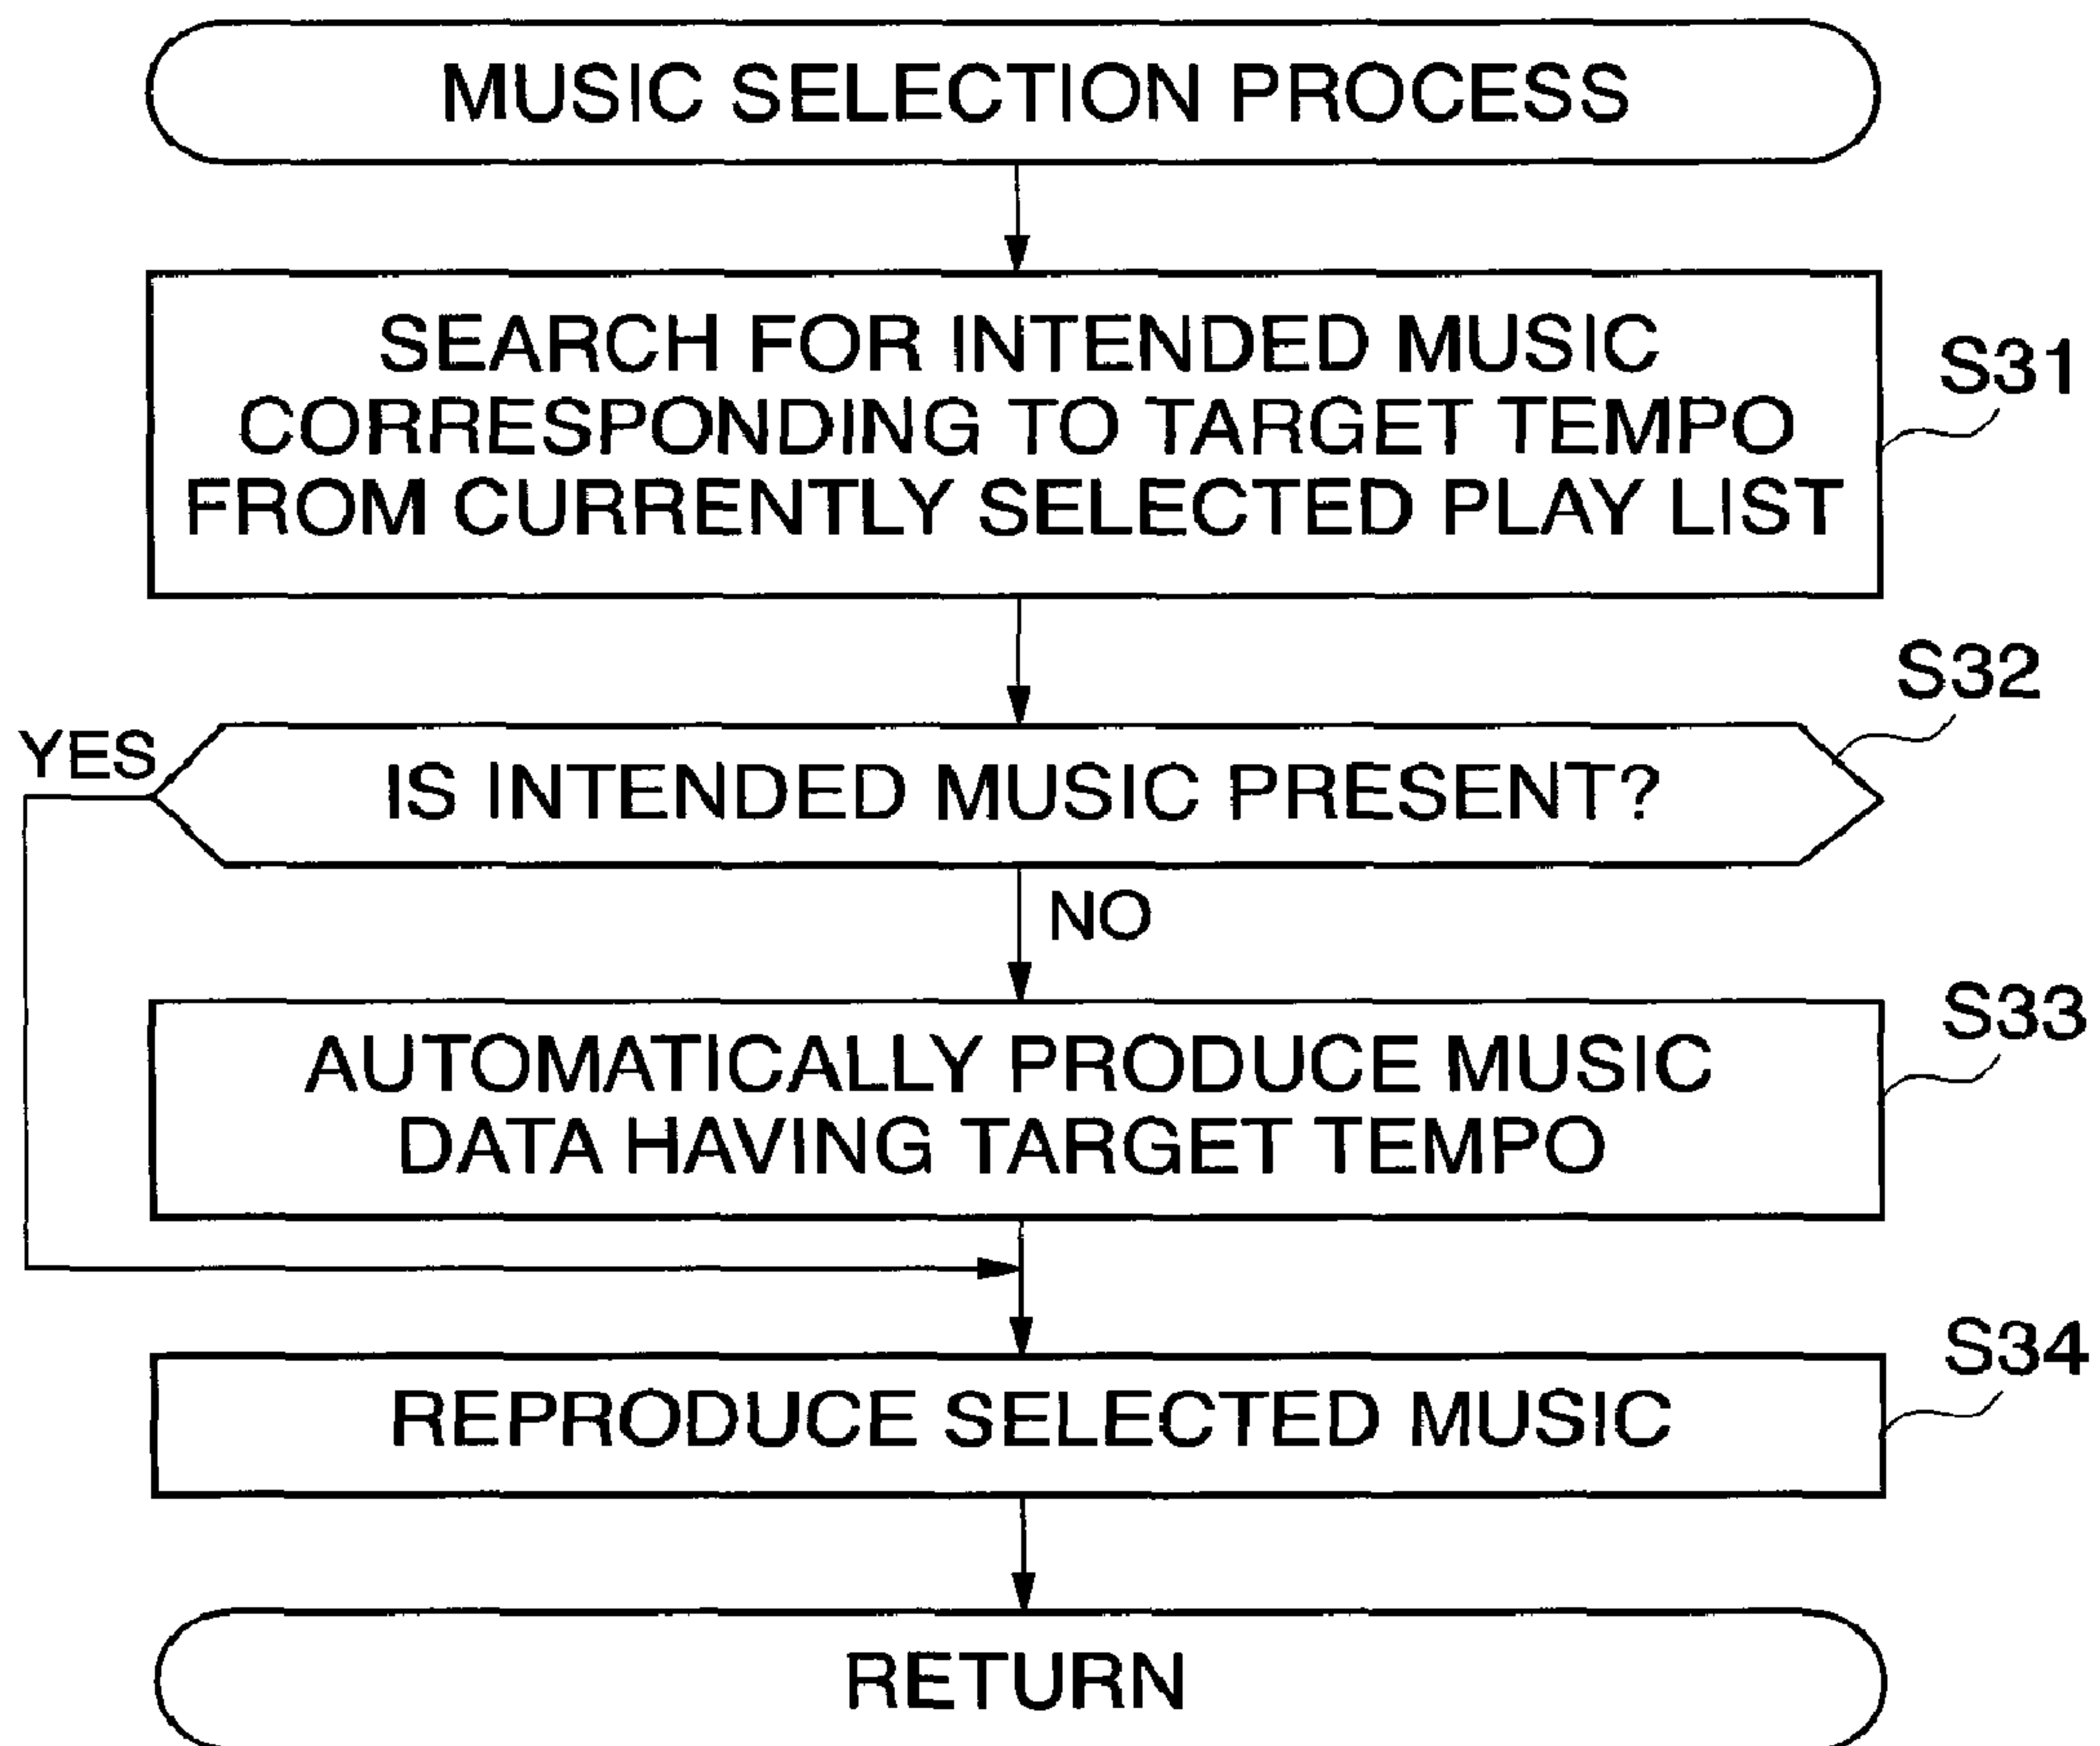 MUSIC SELECTION PROCESS
SEARCH FOR INTENDED MUSIC
CORRESPONDING TO TARGET TEMPO
FROM CURRENTLY SELECTED PLAY LIST
S31
S32
YES
IS INTENDED MUSIC PRESENT?
NO
S33
AUTOMATICALLY PRODUCE MUSIC
DATA HAVING TARGET TEMPO
S34
REPRODUCE SELECTED MUSIC
RETURN